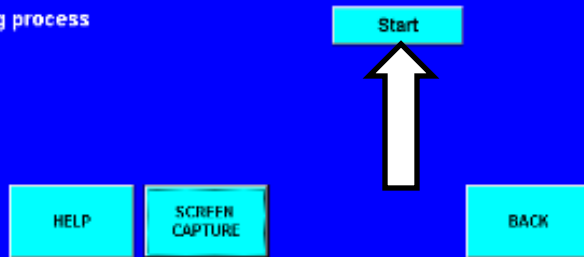 g process
Start
HELP
SCREEN
CAPTURE
BACK